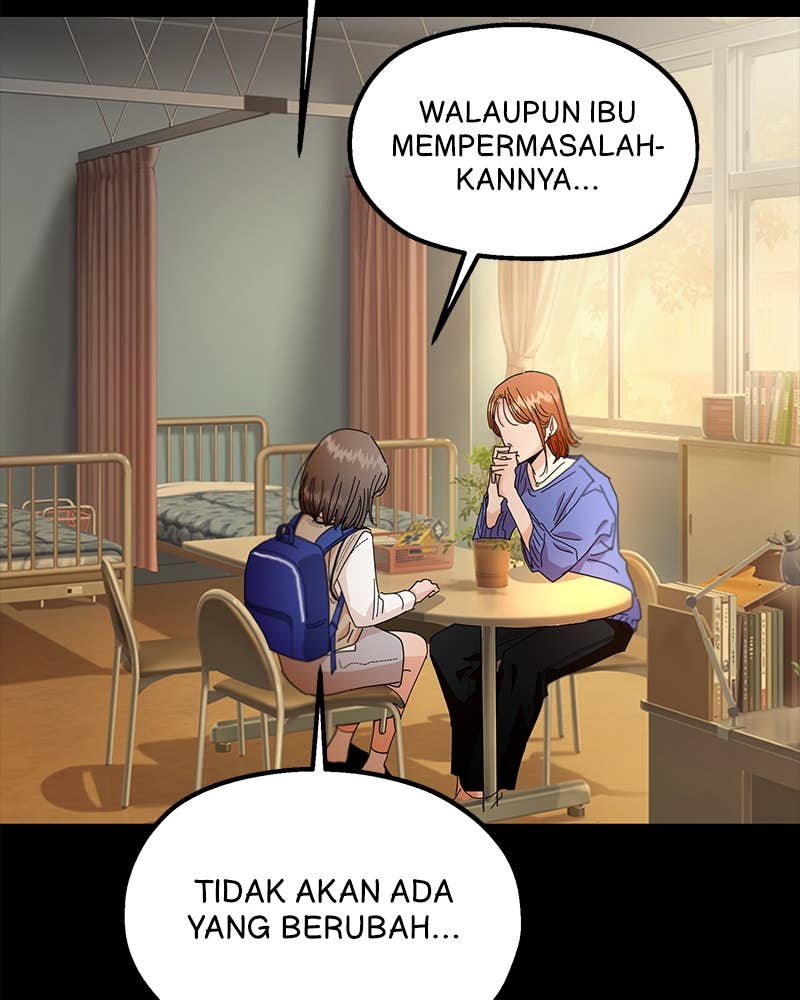 WALAUPUN IBU
MEMPERMASALAH-
KANNYA...
TIDAK AKAN ADA
YANG BERUBAH...